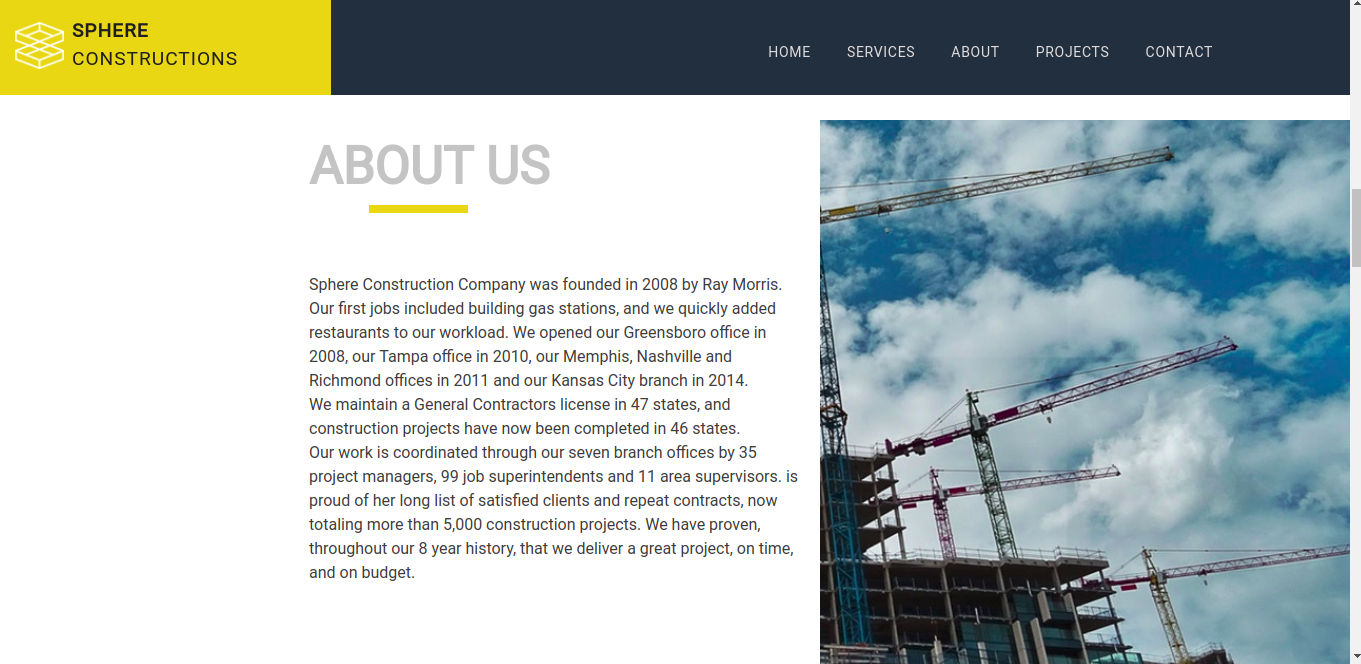 SPHERE
CONSTRUCTIONS
HOME SERVICES ABOUT PROJECTS CONTACT
ABOUT US
Sphere Construction Company was founded in 2008 by Ray Morris.
Our first jobs included building gas stations, and we quickly added
restaurants to our workload. We opened our Greensboro office in
2008, our Tampa office in 2010, our Memphis, Nashville and
Richmond offices in 2011 and our Kansas City branch in 2014.
We maintain a General Contractors license in 47 states, and
construction projects have now been completed in 46 states.
Our work is coordinated through our seven branch offices by 35
project managers, 99 job superintendents and 11 area supervisors. is
proud of her long list of satisfied clients and repeat contracts, now
totaling more than 5,000 construction projects. We have proven,
throughout our 8 year history, that we deliver a great project, on time,
and on budget.